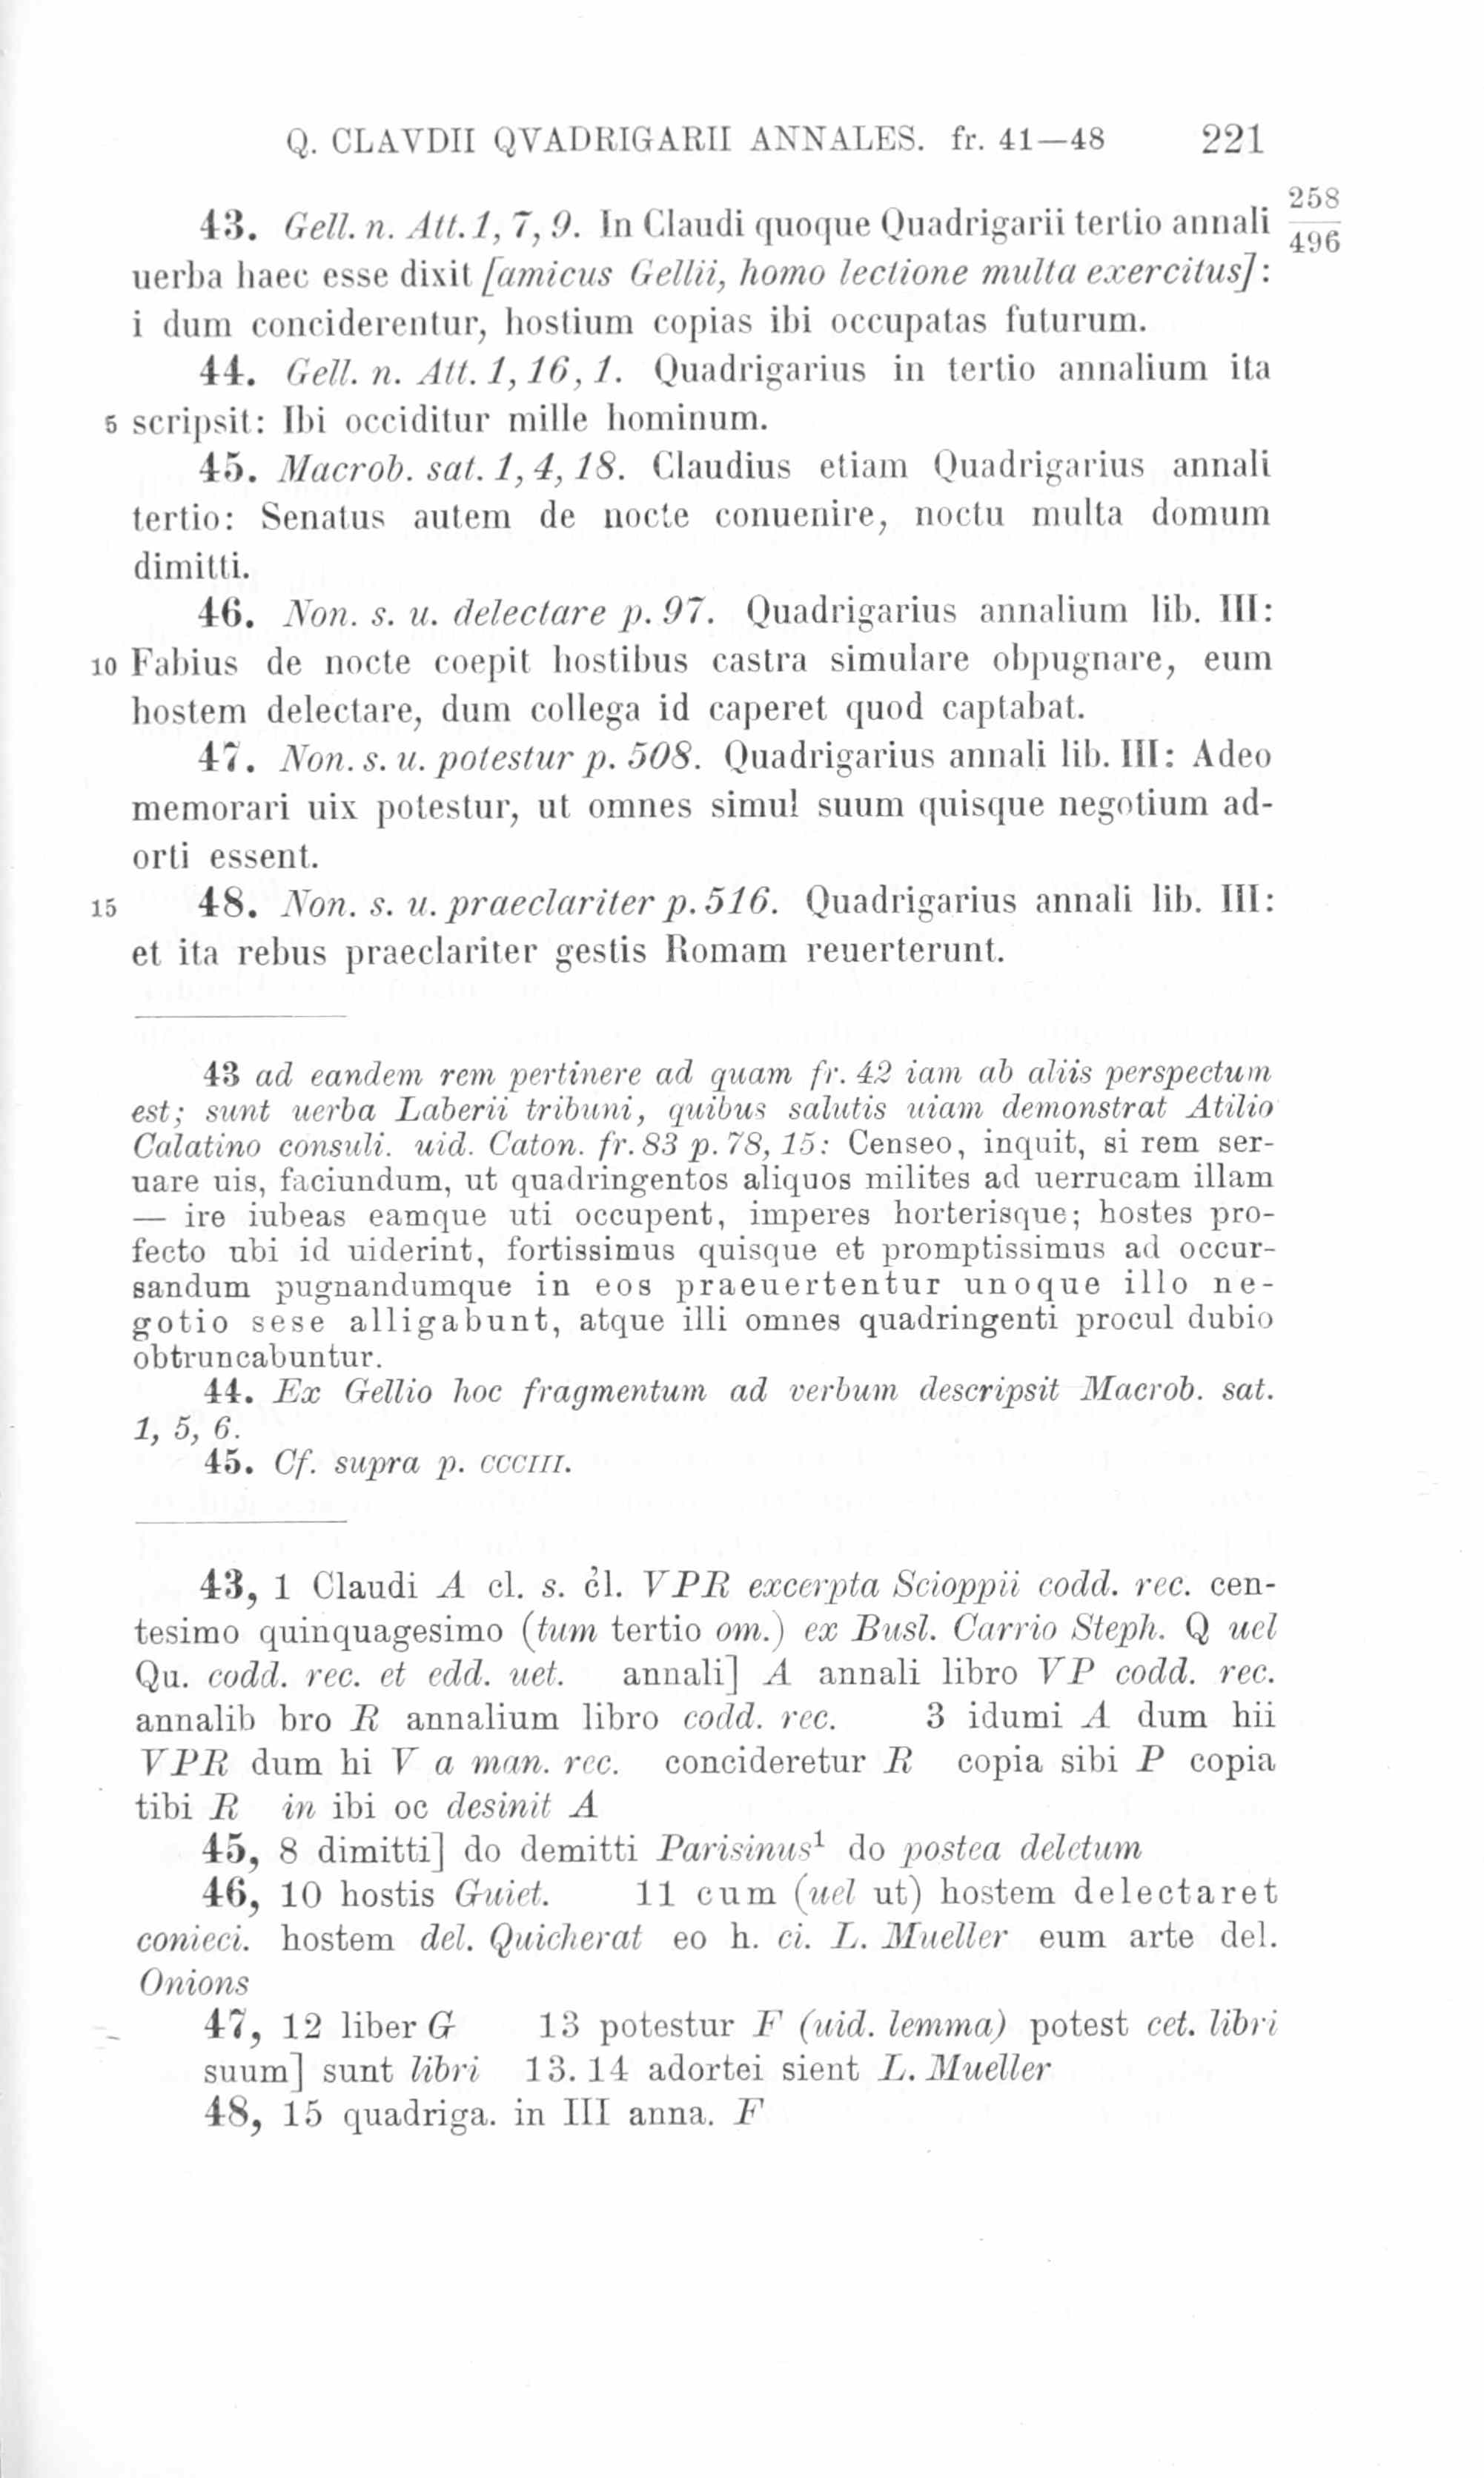 Q. CLAVDII QVADRIGARII ANNALES. fr. 41—48 221
258
496
43. Gell. n. Att. 1, 7, 9. In Claudi quoque Quadrigarii tertio annali
uerba haec esse dixit [amicus Gellii, homo lectione multa exercitus]:
i dum conciderentur, hostium copias ibi occupatas futurum.
44. Gell. n. Att. 1, 16, 1. Quadrigarius in tertio annalium ita
5 scripsit: Ibi occiditur mille hominum.
45. Macrob. sat. 1, 4, 18. Claudius etiam Quadrigarius annali
tertio: Senatus autem de nocte conuenire, noctu multa domum
dimitti.
46. Non. s. u. delectare p. 97. Quadrigarius annalium lib. III:
10 Fabius de nocte coepit hostibus castra simulare obpugnare, eum
hostem delectare, dum collega id caperet quod captabat.
47. Non. s. u. potestur p. 508. Quadrigarius annali lib. III: Adeo
memorari uix potestur, ut omnes simul suum quisque negotium ad-
orti essent.
15 48. Non. s. u. praeclariter p. 516. Quadrigarius annali lib. III:
et ita rebus praeclariter gestis Romam reuerterunt.
43 ad eandem rem pertinere ad quam fr. 42 iam ab aliis perspectum
est; sunt uerba Laberii tribuni, quibus salutis uiam demonstrat Atilio
Calatino consuli. uid. Caton. fr. 83 p. 78, 15: Censeo, inquit, si rem ser-
uare uis, faciundum, ut quadringentos aliquos milites ad uerrucam illam
— ire iubeas eamque uti occupent, imperes horterisque; hostes pro-
fecto ubi id uiderint, fortissimus quisque et promptissimus ad occur-
sandum pugnandumque in eos praeuertentur unoque illo ne-
gotio sese alligabunt, atque illi omnes quadringenti procul dubio
obtruncabuntur.
44. Ex Gellio hoc fragmentum ad verbum descripsit Macrob. sat.
1, 5, 6.
45. Cf. supra p. CCCIII.
43, 1 Claudi A cl. s. cl. VPR excerpta Scioppii codd. rec. cen-
tesimo quinquagesimo (tum tertio om.) ex Busl. Carrio Steph. Q uel
Qu. codd. rec. et edd. uet. annali] A annali libro VP codd. rec.
annalib bro R annalium libro codd. rec. 3 idumi A dum hii
VPR dum hi V a man. rec. concideretur R copia sibi P copia
tibi R in ibi oc desinit A
45, 8 dimitti] do demitti Parisinus¹ do postea deletum
46, 10 hostis Guiet. 11 cum (uel ut) hostem delectaret
conieci. hostem del. Quicherat eo h. ci. L. Mueller eum arte del.
Onions
47, 12 liber G 13 potestur F (uid. lemma) potest cet. libri
suum] sunt libri 13. 14 adortei sient L. Mueller
48, 15 quadriga. in III anna. F